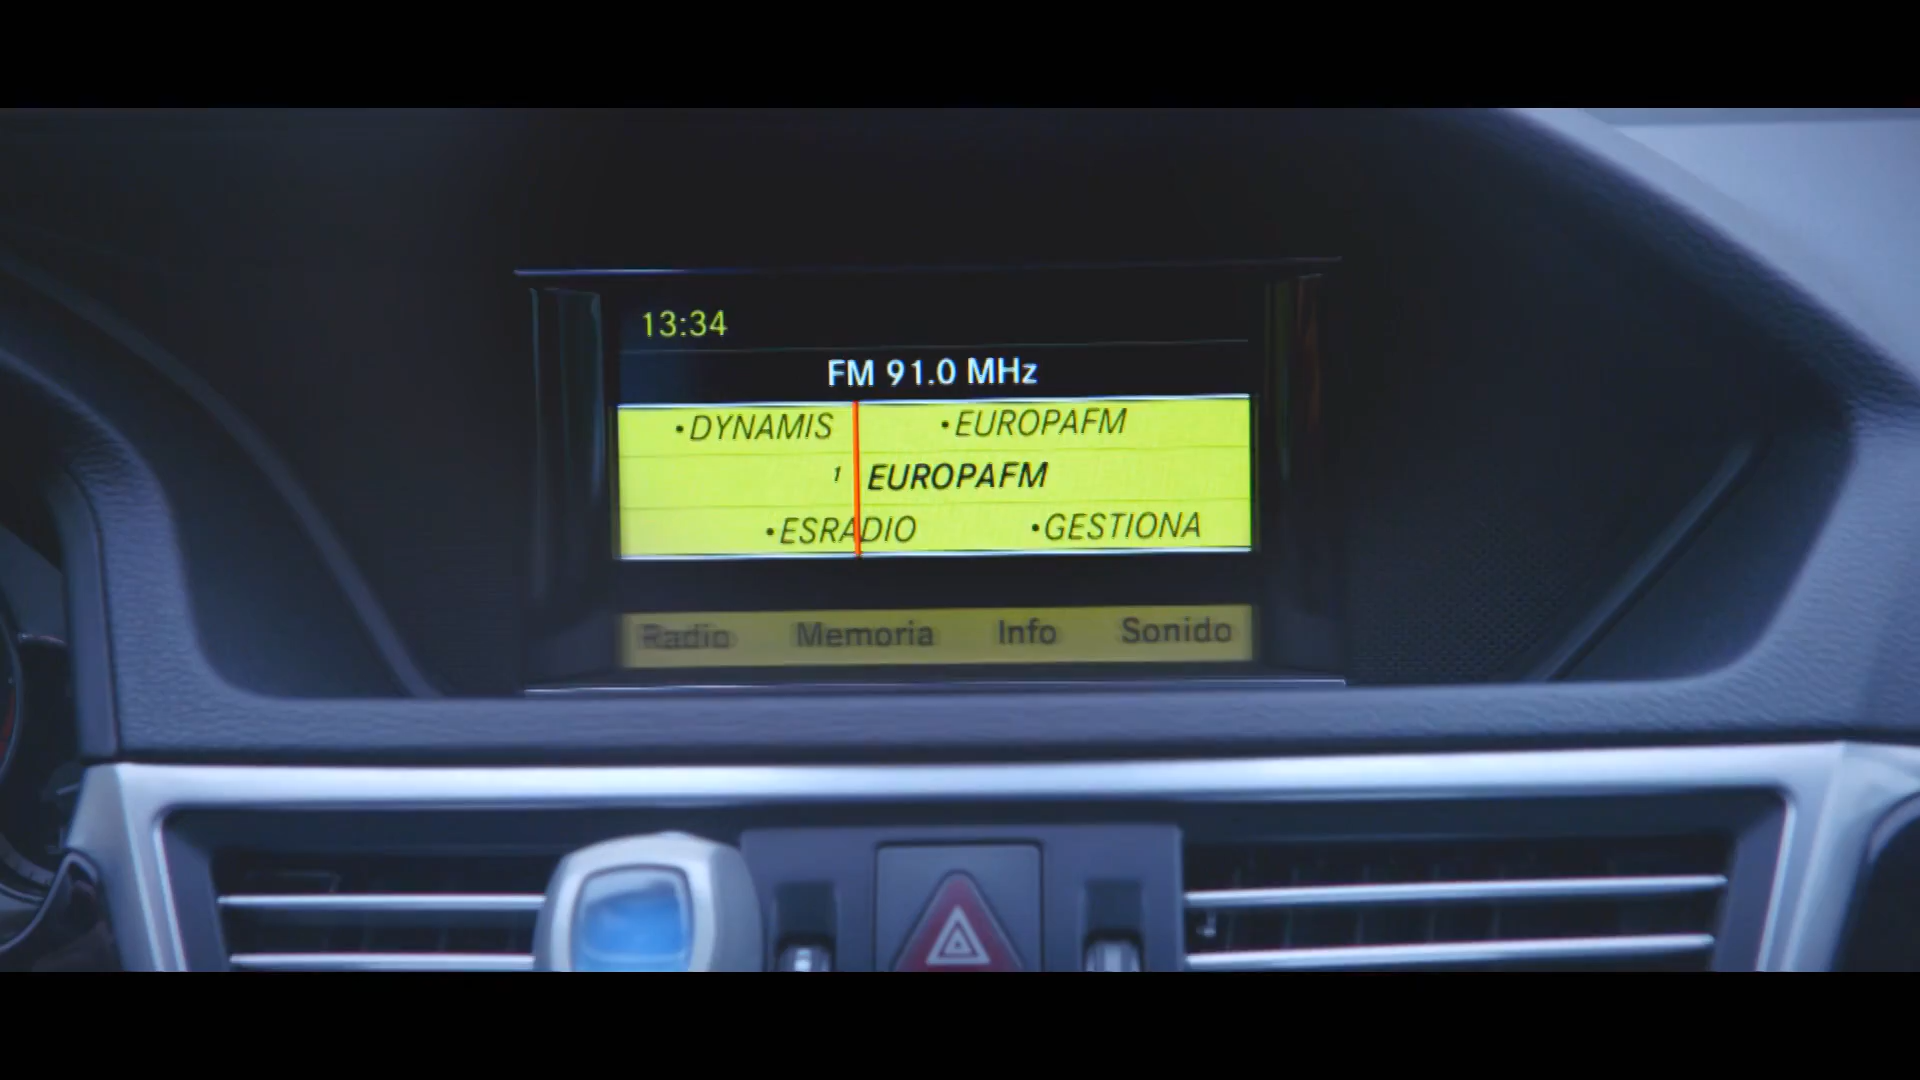 13:34
FM 91.0 MHz
•DYNAMIS •EUROPAFM
1 EUROPAFM
•ESRADIO •GESTIONA
Radio Memoria Info Sonido